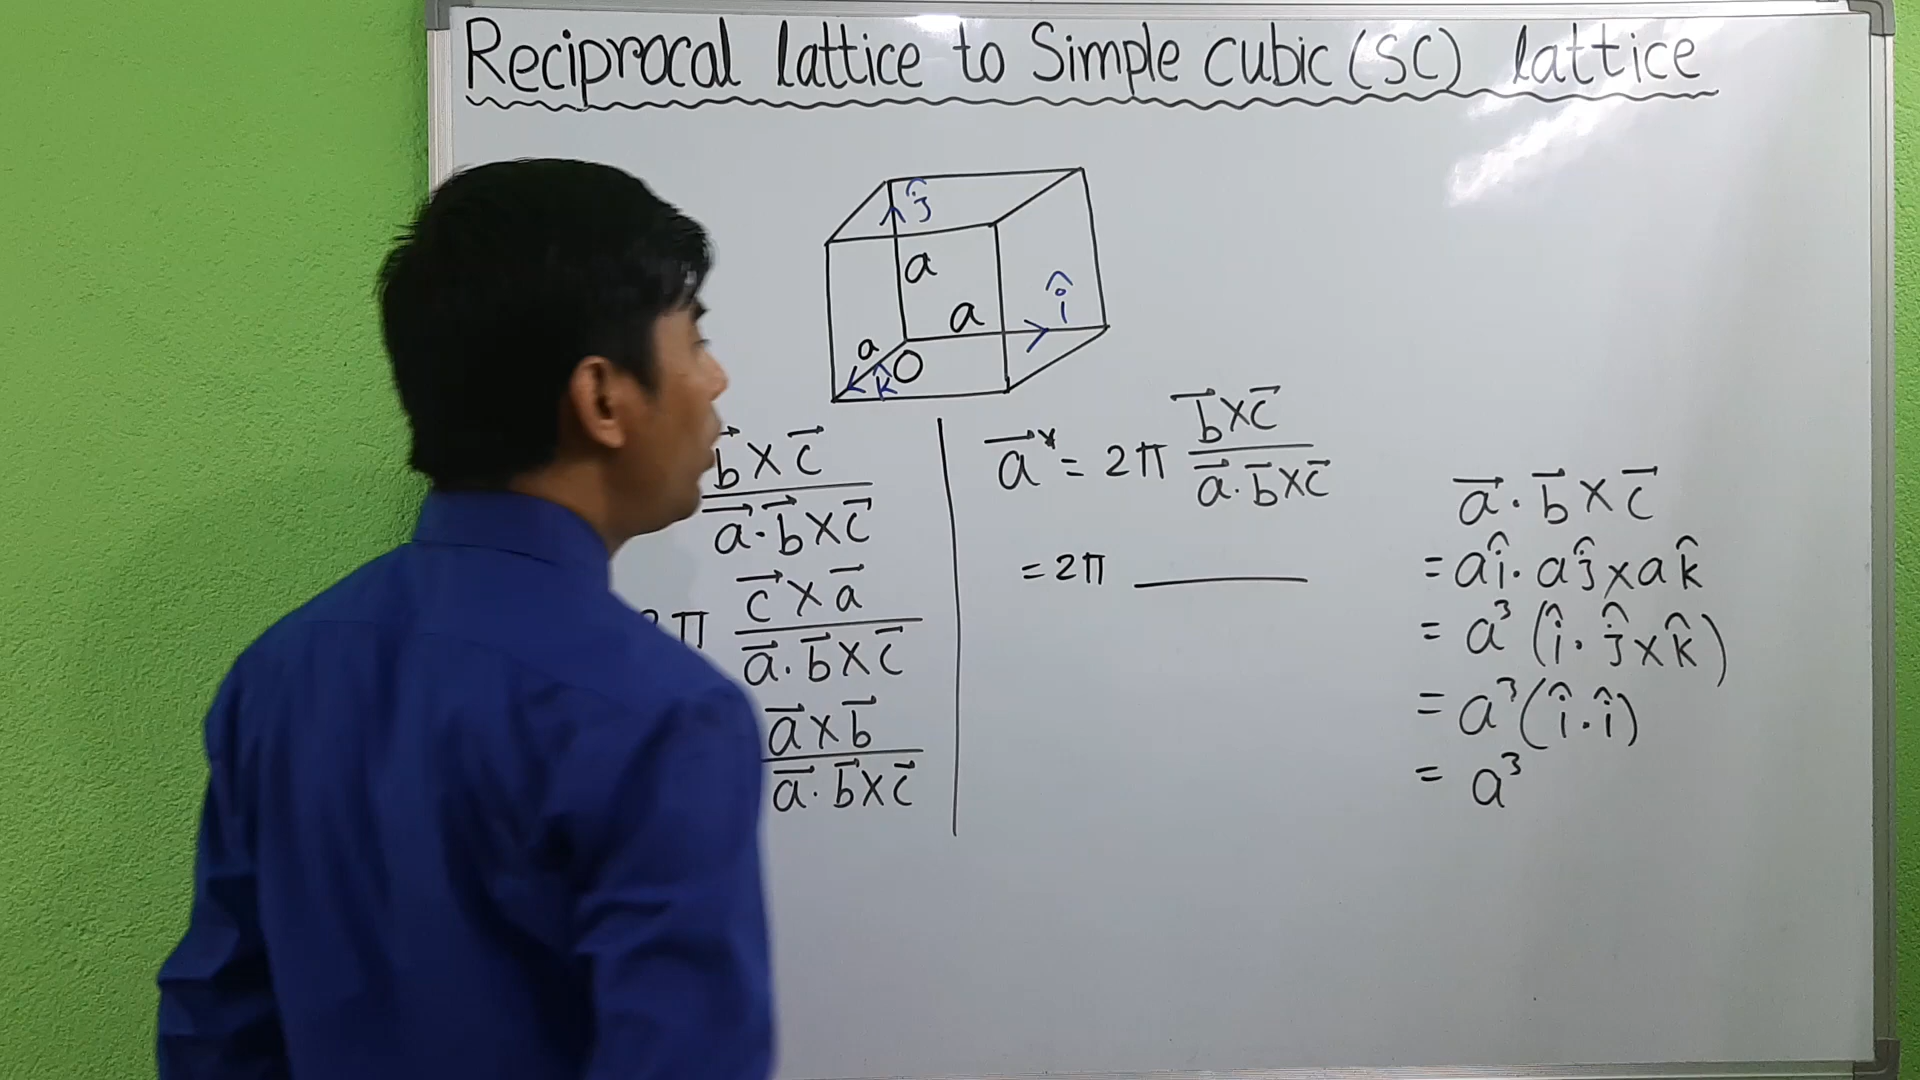 Reciprocal lattice to Simple cubic (SC) lattice
ĵ
a
î
a
a
k̂
O
b⃗ × c⃗
a⃗ · b⃗ × c⃗
π c⃗ × a⃗
a⃗ · b⃗ × c⃗
a⃗ × b⃗
a⃗ · b⃗ × c⃗
a⃗* = 2π b⃗ × c⃗
a⃗ · b⃗ × c⃗
= 2π
a⃗ · b⃗ × c⃗
= aî · aĵ × ak̂
= a³ (î · ĵ × k̂)
= a³ (î · î)
= a³